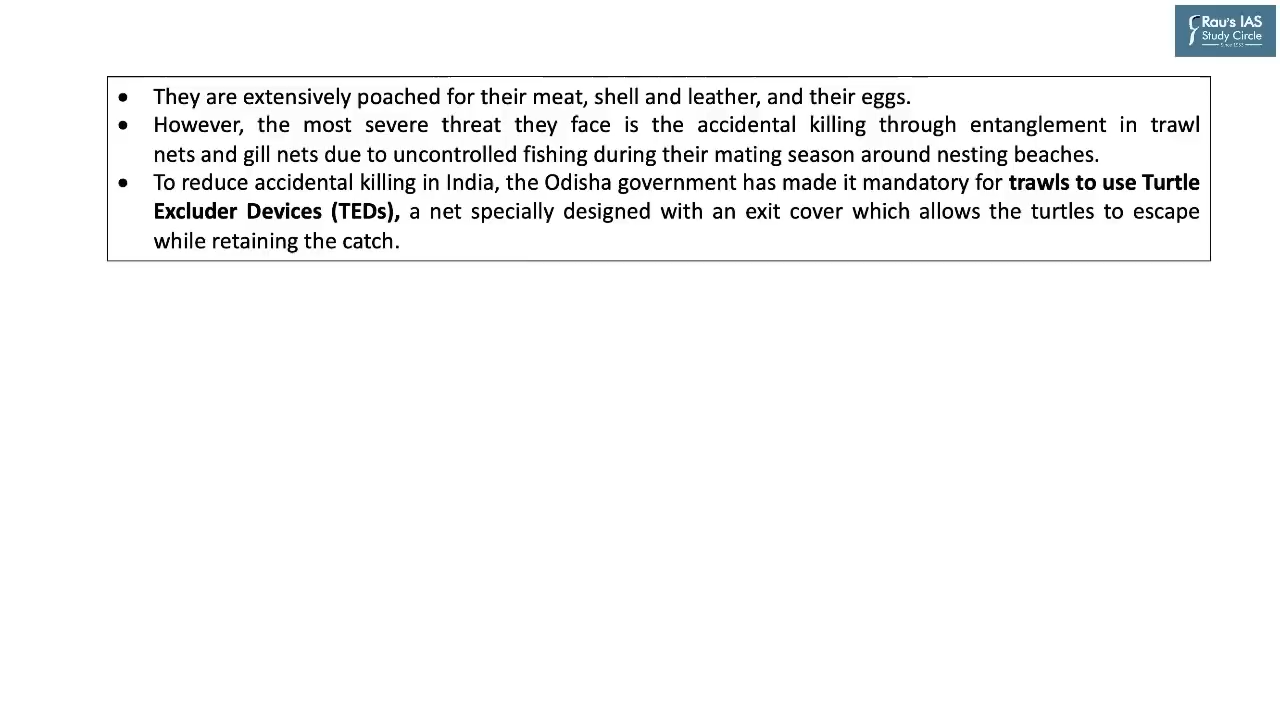 Rau's IAS
Study Circle
• They are extensively poached for their meat, shell and leather, and their eggs.
• However, the most severe threat they face is the accidental killing through entanglement in trawl
nets and gill nets due to uncontrolled fishing during their mating season around nesting beaches.
• To reduce accidental killing in India, the Odisha government has made it mandatory for trawls to use Turtle
Excluder Devices (TEDs), a net specially designed with an exit cover which allows the turtles to escape
while retaining the catch.